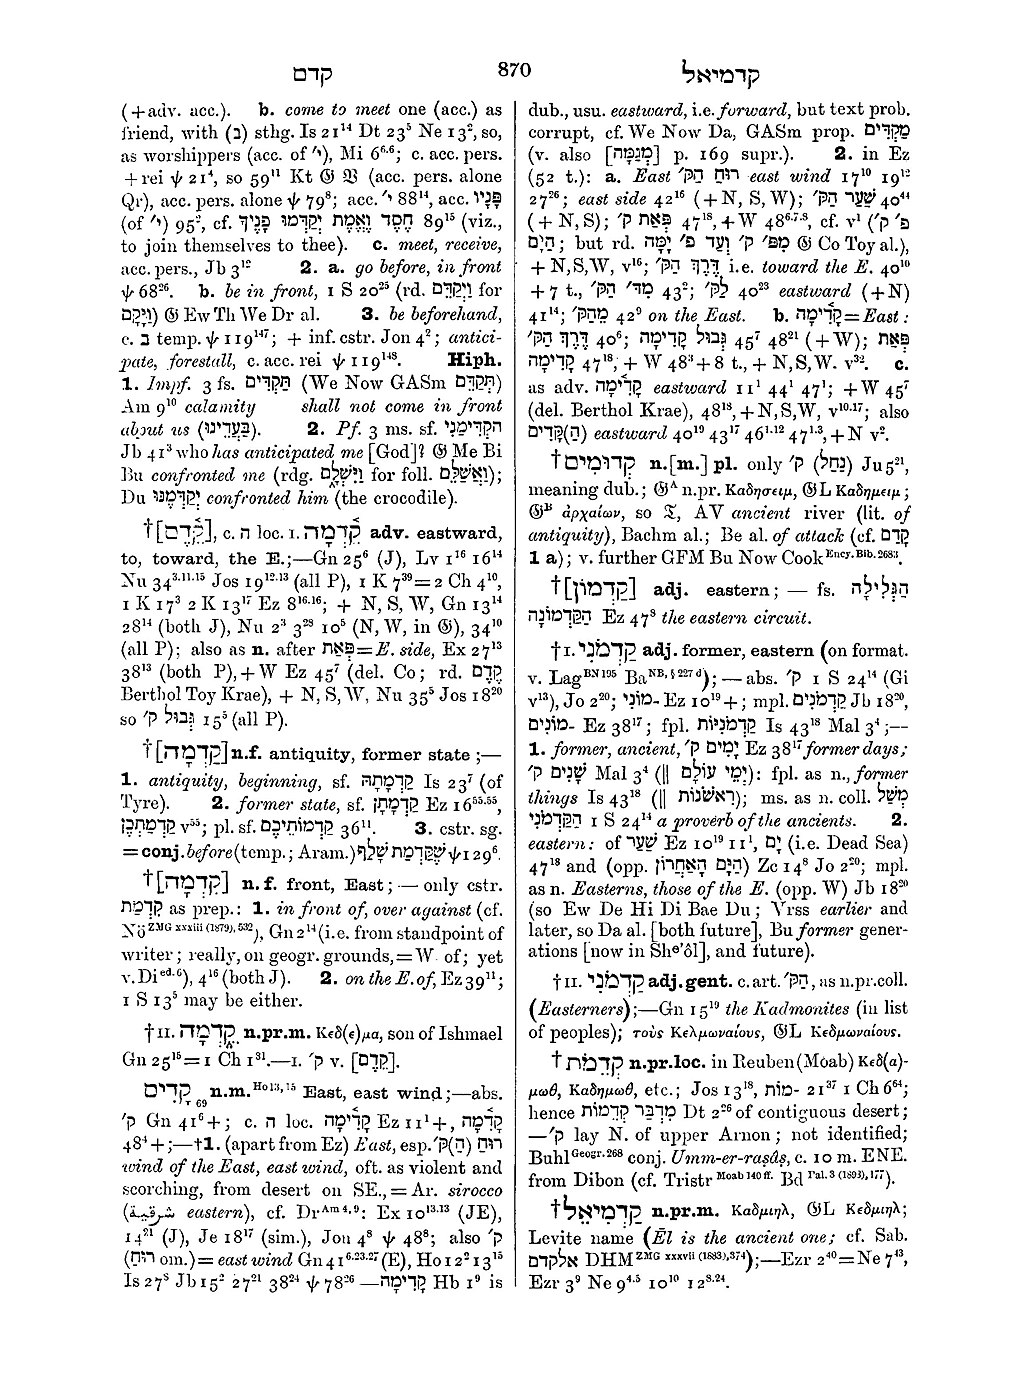 קדם 870 קדמיאל
(+adv. acc.). b. come to meet one (acc.) as
friend, with (בְּ) sthg. Is 21¹⁴ Dt 23⁵ Ne 13², so,
as worshippers (acc. of י׳), Mi 6⁶·⁶; c. acc. pers.
+rei ψ 21⁴, so 59¹¹ Kt 𝔊 𝔙 (acc. pers. alone
Qr), acc. pers. alone ψ 79⁸; acc. י׳ 88¹⁴, acc. פָּנָיו
(of י׳) 95², cf. חֶסֶד וֶאֱמֶת יְקַדְּמוּ פָנֶיךָ 89¹⁵ (viz.,
to join themselves to thee). c. meet, receive,
acc. pers., Jb 3¹² 2. a. go before, in front
ψ 68²⁶. b. be in front, 1 S 20²⁵ (rd. וַיְקַדֵּם for
וַיָּקָם) 𝔊 Ew Th We Dr al. 3. be beforehand,
c. בְּ temp. ψ 119¹⁴⁷; + inf. cstr. Jon 4²; antici-
pate, forestall, c. acc. rei ψ 119¹⁴⁸. Hiph.
1. Impf. 3 fs. תַּקְדִּים (We Now GASm תְּקַדֵּם)
Am 9¹⁰ calamity shall not come in front
about us (בַּעֲדֵינוּ). 2. Pf. 3 ms. sf. הִקְדִּימַנִי
Jb 41³ who has anticipated me [God]? 𝔊 Me Bi
Bu confronted me (rdg. וַיִּשְׁלָם for foll. וַאֲשַׁלֵּם);
Du יְקַדְּמֶנּוּ confronted him (the crocodile).
†[קֵ֫דֶם], c. ה loc. I. קֵ֫דְמָה adv. eastward,
to, toward, the E.;—Gn 25⁶ (J), Lv 1¹⁶ 16¹⁴
Nu 34³·¹¹·¹⁵ Jos 19¹²·¹³ (all P), 1 K 7³⁹=2 Ch 4¹⁰,
1 K 17³ 2 K 13¹⁷ Ez 8¹⁶·¹⁶; + N, S, W, Gn 13¹⁴
28¹⁴ (both J), Nu 2³ 3²⁸ 10⁵ (N, W, in 𝔊), 34¹⁰
(all P); also as n. after פְּאַת=E. side, Ex 27¹³
38¹³ (both P), +W Ez 45⁷ (del. Co; rd. קָדִם
Berthol Toy Krae), + N, S, W, Nu 35⁵ Jos 18²⁰
so גְּבוּל ק׳ 15⁵ (all P).
†[קַדְמָה] n.f. antiquity, former state;—
1. antiquity, beginning, sf. קַדְמָתָהּ Is 23⁷ (of
Tyre). 2. former state, sf. קַדְמָתָן Ez 16⁵⁵·⁵⁵,
קַדְמַתְכֶן v⁵⁵; pl. sf. קַדְמוֹתֵיכֶם 36¹¹. 3. cstr. sg.
=conj. before (temp.; Aram.) שֶׁקַּדְמַת שָׁלַף ψ 129⁶.
†[קִדְמָה] n. f. front, East;—only cstr.
קִדְמַת as prep.: 1. in front of, over against (cf.
Nö ZMG xxxiii (1879), 532), Gn 2¹⁴ (i.e. from standpoint of
writer; really, on geogr. grounds, =W of; yet
v. Di ed. 6), 4¹⁶ (both J). 2. on the E. of, Ez 39¹¹;
1 S 13⁵ may be either.
†II. קֵ֫דְמָה n.pr.m. Κεδ(ε)μα, son of Ishmael
Gn 25¹⁵=1 Ch 1³¹.—I. ק׳ v. [קֶדֶם].
קָדִים₆₉ n.m. Ho 13, 15 East, east wind;—abs.
ק׳ Gn 41⁶+; c. ה loc. קָדִ֫ימָה Ez 11¹+, קָדִ֫מָה
48⁴+;—†1. (apart from Ez) East, esp. רוּחַ (הַ)קּ׳
wind of the East, east wind, oft. as violent and
scorching, from desert on SE., = Ar. sirocco
(شرقيّة eastern), cf. Dr Am 4, 9: Ex 10¹³·¹³ (JE),
14²¹ (J), Je 18¹⁷ (sim.), Jon 4⁸ ψ 48⁸; also ק׳
(רוּחַ om.)=east wind Gn 41⁶·²³·²⁷ (E), Ho 12² 13¹⁵
Is 27⁸ Jb 15² 27²¹ 38²⁴ ψ 78²⁶ —קָדִימָה Hb 1⁹ is
dub., usu. eastward, i.e. forward, but text prob.
corrupt, cf. We Now Da, GASm prop. מִקָּדִים
(v. also [מְגַמָּה] p. 169 supr.). 2. in Ez
(52 t.): a. East רוּחַ הַקּ׳ east wind 17¹⁰ 19¹²
27²⁶; east side 42¹⁶ (+ N, S, W); שַׁעַר הַקּ׳ 40⁴⁴
(+ N, S); פְּאַת ק׳ 47¹⁸, + W 48⁶·⁷·⁸, cf. v¹ (פ׳ ק׳
הַיָּם; but rd. מִפּ׳ ק׳ וְעַד פ׳ יָמָּה 𝔊 Co Toy al.),
+ N, S, W, v¹⁶; דֶּרֶךְ הַקּ׳ i.e. toward the E. 40¹⁰
+ 7 t., מִדּ׳ הַקּ׳ 43²; לַקּ׳ 40²³ eastward (+N)
41¹⁴; מֵהַקּ׳ 42⁹ on the East. b. קָדִ֫ימָה=East:
דֶּרֶךְ הַקּ׳ 40⁶; גְּבוּל קָדִימָה 45⁷ 48²¹ (+ W); פְּאַת
קָדִימָה 47¹⁸, + W 48³ + 8 t., + N, S, W. v³². c.
as adv. קָדִ֫ימָה eastward 11¹ 44¹ 47¹; + W 45⁷
(del. Berthol Krae), 48¹⁸, + N, S, W, v¹⁰·¹⁷; also
(הַ)קָּדִים eastward 40¹⁹ 43¹⁷ 46¹·¹² 47¹·³, + N v².
†קְדוּמִים n.[m.] pl. only (נַחַל) ק׳ Ju 5²¹,
meaning dub.; 𝔊ᴬ n.pr. Καδησειμ, 𝔊L Καδημειμ;
𝔊ᴮ ἀρχαίων, so 𝔗, AV ancient river (lit. of
antiquity), Bachm al.; Be al. of attack (cf. קִדֵּם
1 a); v. further GFM Bu Now Cook Ency. Bib. 2683.
†[קַדְמוֹן] adj. eastern;— fs. הַגְּלִילָה
הַקַּדְמוֹנָה Ez 47⁸ the eastern circuit.
†I. קַדְמֹנִי adj. former, eastern (on format.
v. Lag BN 195 Ba NB, § 227 d);—abs. ק׳ 1 S 24¹⁴ (Gi
v¹³), Jo 2²⁰; ־מוֹנִי Ez 10¹⁹+; mpl. קַדְמֹנִים Jb 18²⁰,
־מוֹנִים Ez 38¹⁷; fpl. קַדְמֹנִיּוֹת Is 43¹⁸ Mal 3⁴;—
1. former, ancient, יָמִים ק׳ Ez 38¹⁷ former days;
שָׁנִים ק׳ Mal 3⁴ (|| יְמֵי עוֹלָם): fpl. as n., former
things Is 43¹⁸ (|| רִאשֹׁנוֹת); ms. as n. coll. מְשַׁל
הַקַּדְמֹנִי 1 S 24¹⁴ a proverb of the ancients. 2.
eastern: of שַׁעַר Ez 10¹⁹ 11¹, יָם (i.e. Dead Sea)
47¹⁸ and (opp. הַיָּם הָאַחֲרוֹן) Zc 14⁸ Jo 2²⁰; mpl.
as n. Easterns, those of the E. (opp. W) Jb 18²⁰
(so Ew De Hi Di Bae Du; Vrss earlier and
later, so Da al. [both future], Bu former gener-
ations [now in Shᵉ'ôl], and future).
†II. קַדְמֹנִי adj.gent. c. art. הַקּ׳, as n.pr.coll.
(Easterners);—Gn 15¹⁹ the Kadmonites (in list
of peoples); τοὺς Κελμωναίους, 𝔊L Κεδμωναίους.
†קְדֵמֹת n.pr.loc. in Reuben (Moab) Κεδ(α)-
μωθ, Καδημωθ, etc.; Jos 13¹⁸, ־מוֹת 21³⁷ 1 Ch 6⁶⁴;
hence מִדְבַּר קְדֵמוֹת Dt 2²⁶ of contiguous desert;
—ק׳ lay N. of upper Arnon; not identified;
Buhl Geogr. 268 conj. Umm-er-raṣâṣ, c. 10 m. ENE.
from Dibon (cf. Tristr Moab 140 ff. Bd Pal. 3 (1898), 177).
†קַדְמִיאֵל n.pr.m. Καδμιηλ, 𝔊L Κεδμιηλ;
Levite name (Ēl is the ancient one; cf. Sab.
אלקדם DHM ZMG xxxvii (1883), 374);—Ezr 2⁴⁰=Ne 7⁴³,
Ezr 3⁹ Ne 9⁴·⁵ 10¹⁰ 12⁸·²⁴.